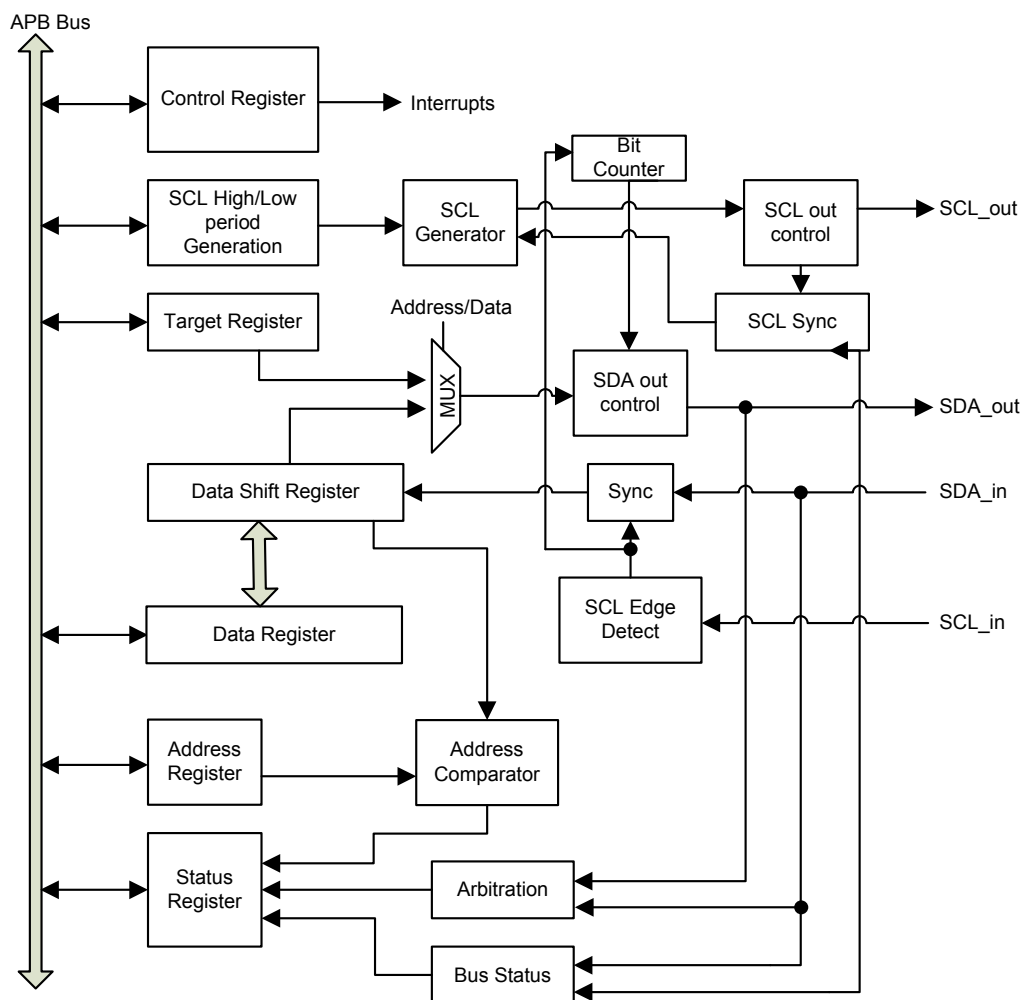 APB Bus
Control Register
Interrupts
Bit
Counter
SCL High/Low
period
Generation
SCL
Generator
SCL out
control
SCL_out
Target Register
Address/Data
MUX
SCL Sync
SDA out
control
SDA_out
Data Shift Register
Sync
SDA_in
SCL Edge
Detect
SCL_in
Data Register
Address
Register
Address
Comparator
Status
Register
Arbitration
Bus Status